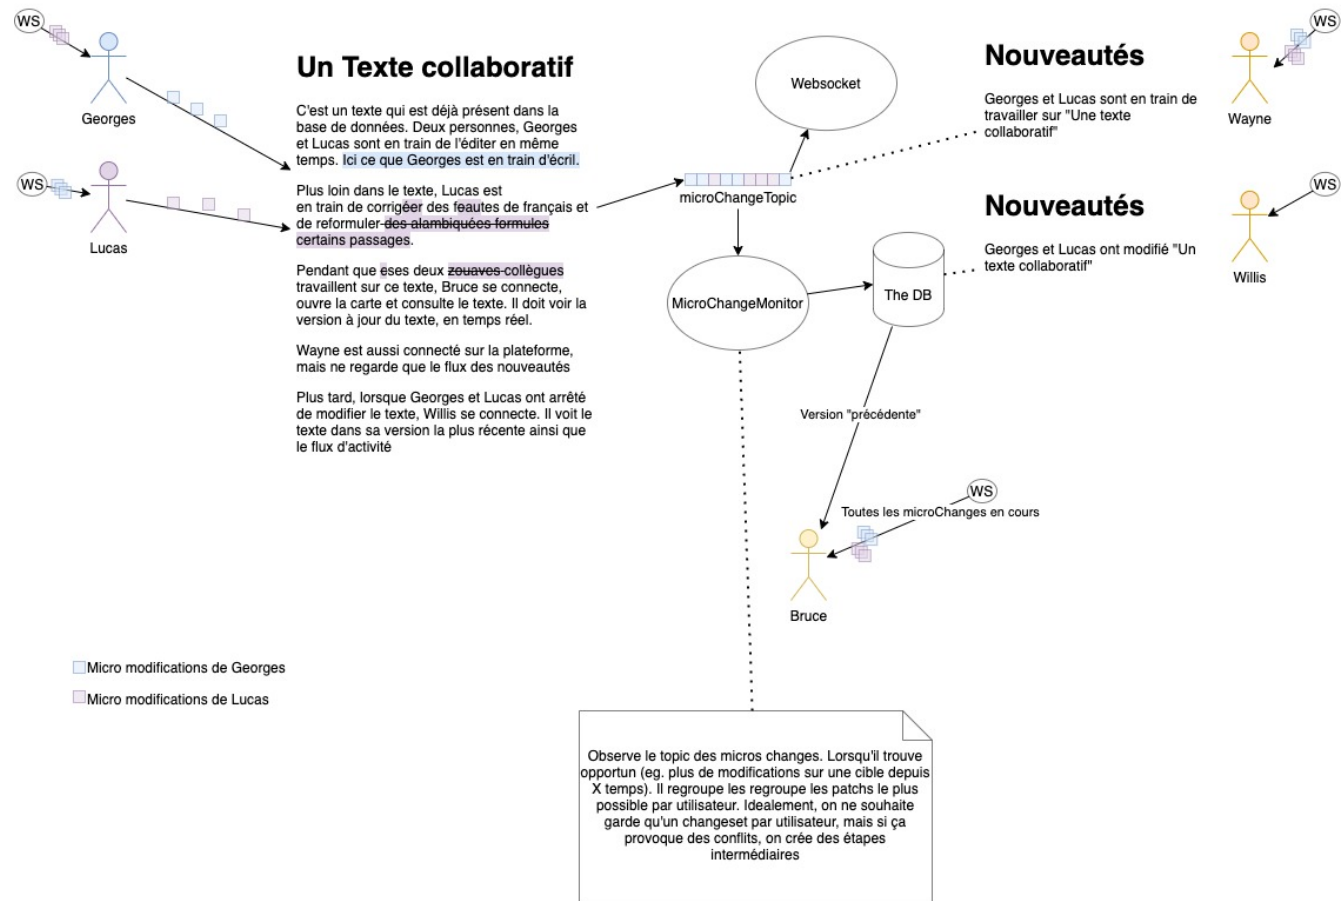 WS
Georges
WS
Lucas
Un Texte collaboratif
C'est un texte qui est déjà présent dans la
base de données. Deux personnes, Georges
et Lucas sont en train de l'éditer en même
temps. Ici ce que Georges est en train d'écril.
Plus loin dans le texte, Lucas est
en train de corrigéer des feautes de français et
de reformuler des alambiquées formules
certains passages.
Pendant que eses deux zouaves collègues
travaillent sur ce texte, Bruce se connecte,
ouvre la carte et consulte le texte. Il doit voir la
version à jour du texte, en temps réel.
Wayne est aussi connecté sur la plateforme,
mais ne regarde que le flux des nouveautés
Plus tard, lorsque Georges et Lucas ont arrêté
de modifier le texte, Willis se connecte. Il voit le
texte dans sa version la plus récente ainsi que
le flux d'activité
Websocket
microChangeTopic
MicroChangeMonitor
The DB
Nouveautés
Georges et Lucas sont en train de
travailler sur "Une texte
collaboratif"
WS
Wayne
Nouveautés
Georges et Lucas ont modifié "Un
texte collaboratif"
WS
Willis
Version "précédente"
WS
Toutes les microChanges en cours
Bruce
Micro modifications de Georges
Micro modifications de Lucas
Observe le topic des micros changes. Lorsqu'il trouve
opportun (eg. plus de modifications sur une cible depuis
X temps). Il regroupe les regroupe les patchs le plus
possible par utilisateur. Idealement, on ne souhaite
garde qu'un changeset par utilisateur, mais si ça
provoque des conflits, on crée des étapes
intermédiaires